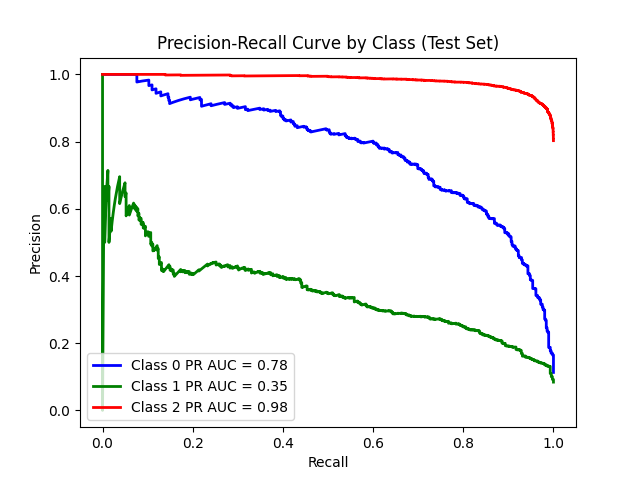 Precision-Recall Curve by Class (Test Set)
1.0
0.8
0.6
0.4
0.2
0.0
Precision
Class 0 PR AUC = 0.78
Class 1 PR AUC = 0.35
Class 2 PR AUC = 0.98
0.0 0.2 0.4 0.6 0.8 1.0
Recall